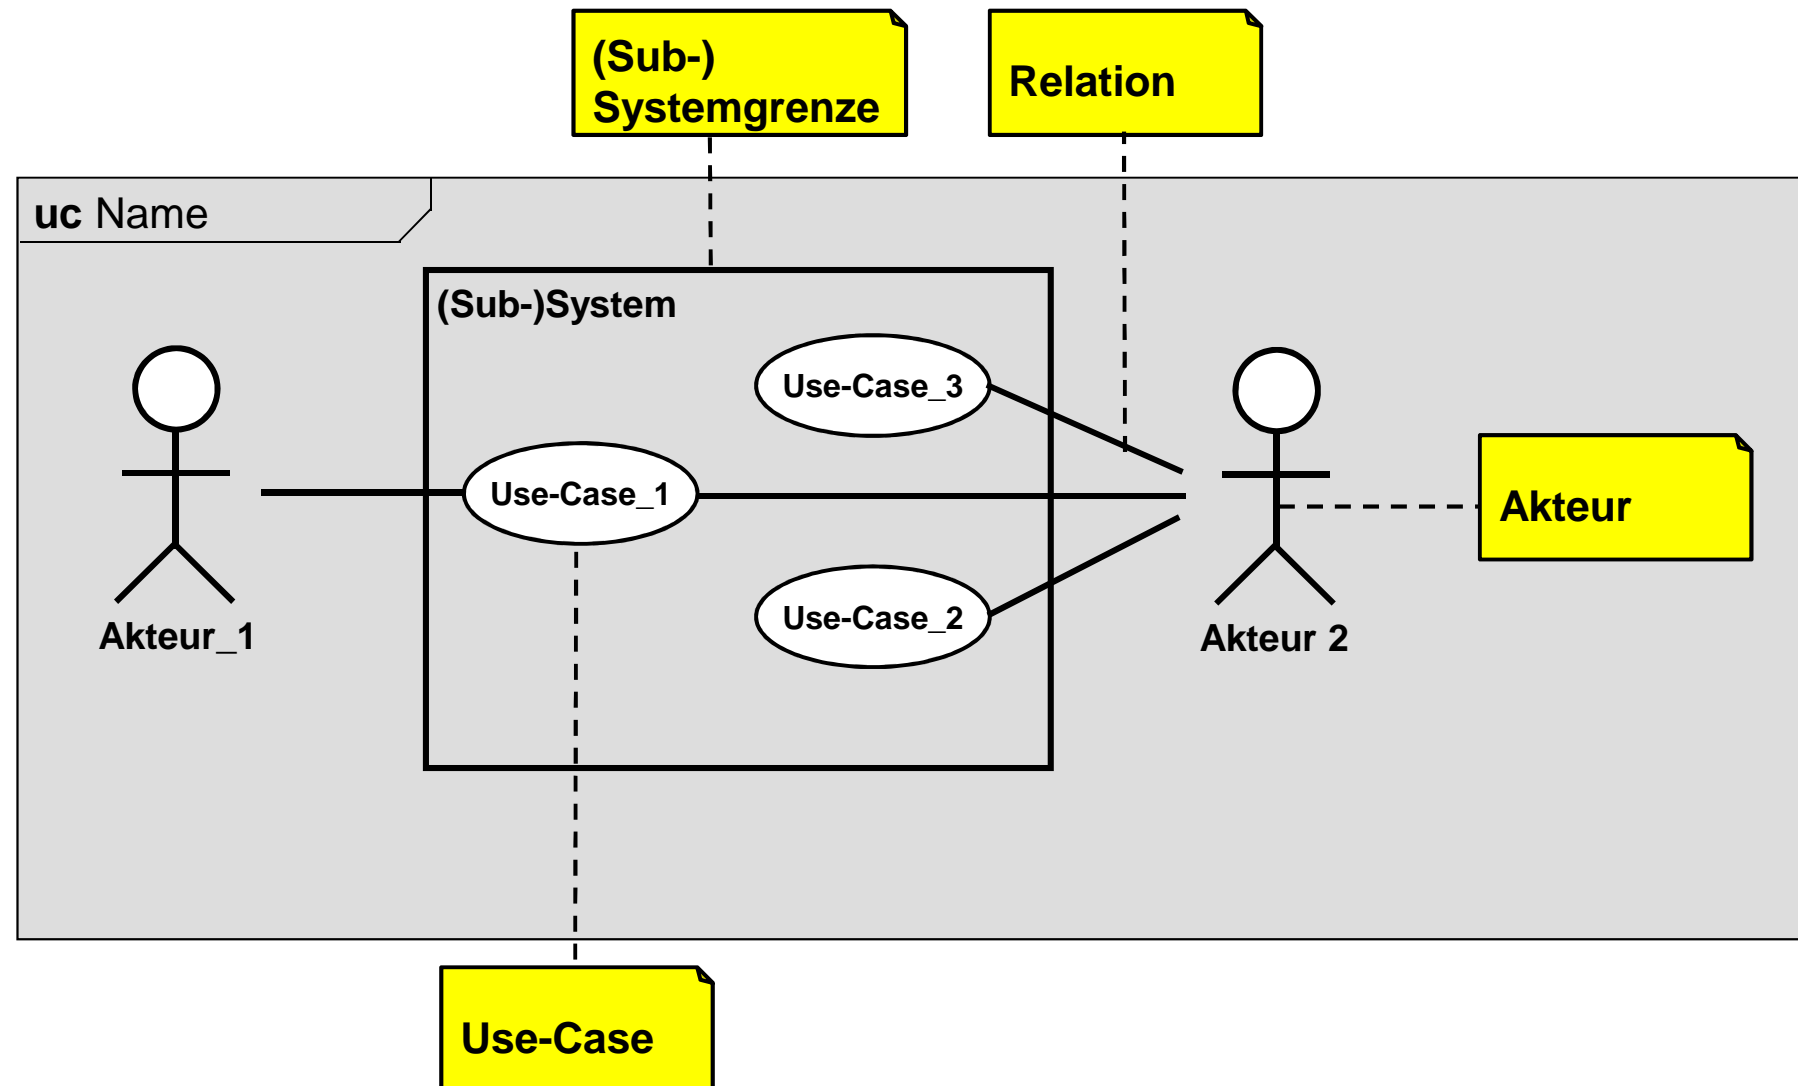 (Sub-)
Systemgrenze
Relation
uc Name
(Sub-)System
Use-Case_3
Use-Case_1
Akteur
Use-Case_2
Akteur_1
Akteur 2
Use-Case